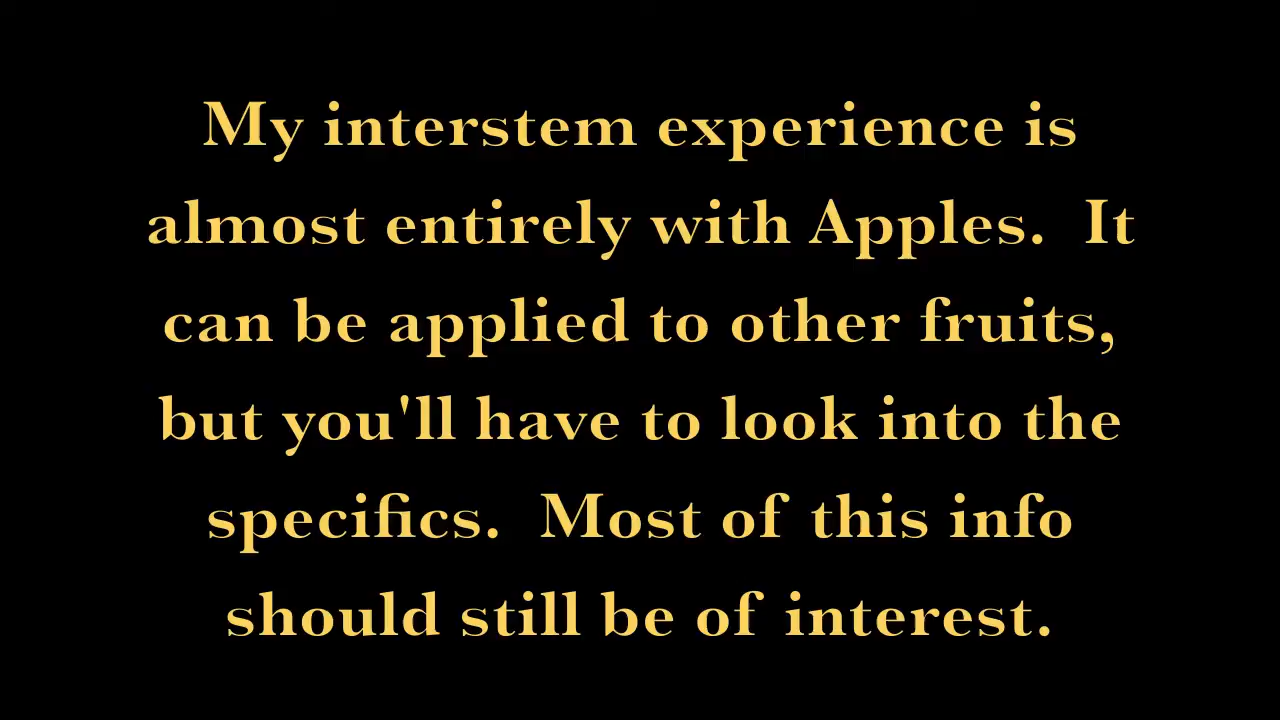 My interstem experience is
almost entirely with Apples.  It
can be applied to other fruits,
but you'll have to look into the
specifics.  Most of this info
should still be of interest.